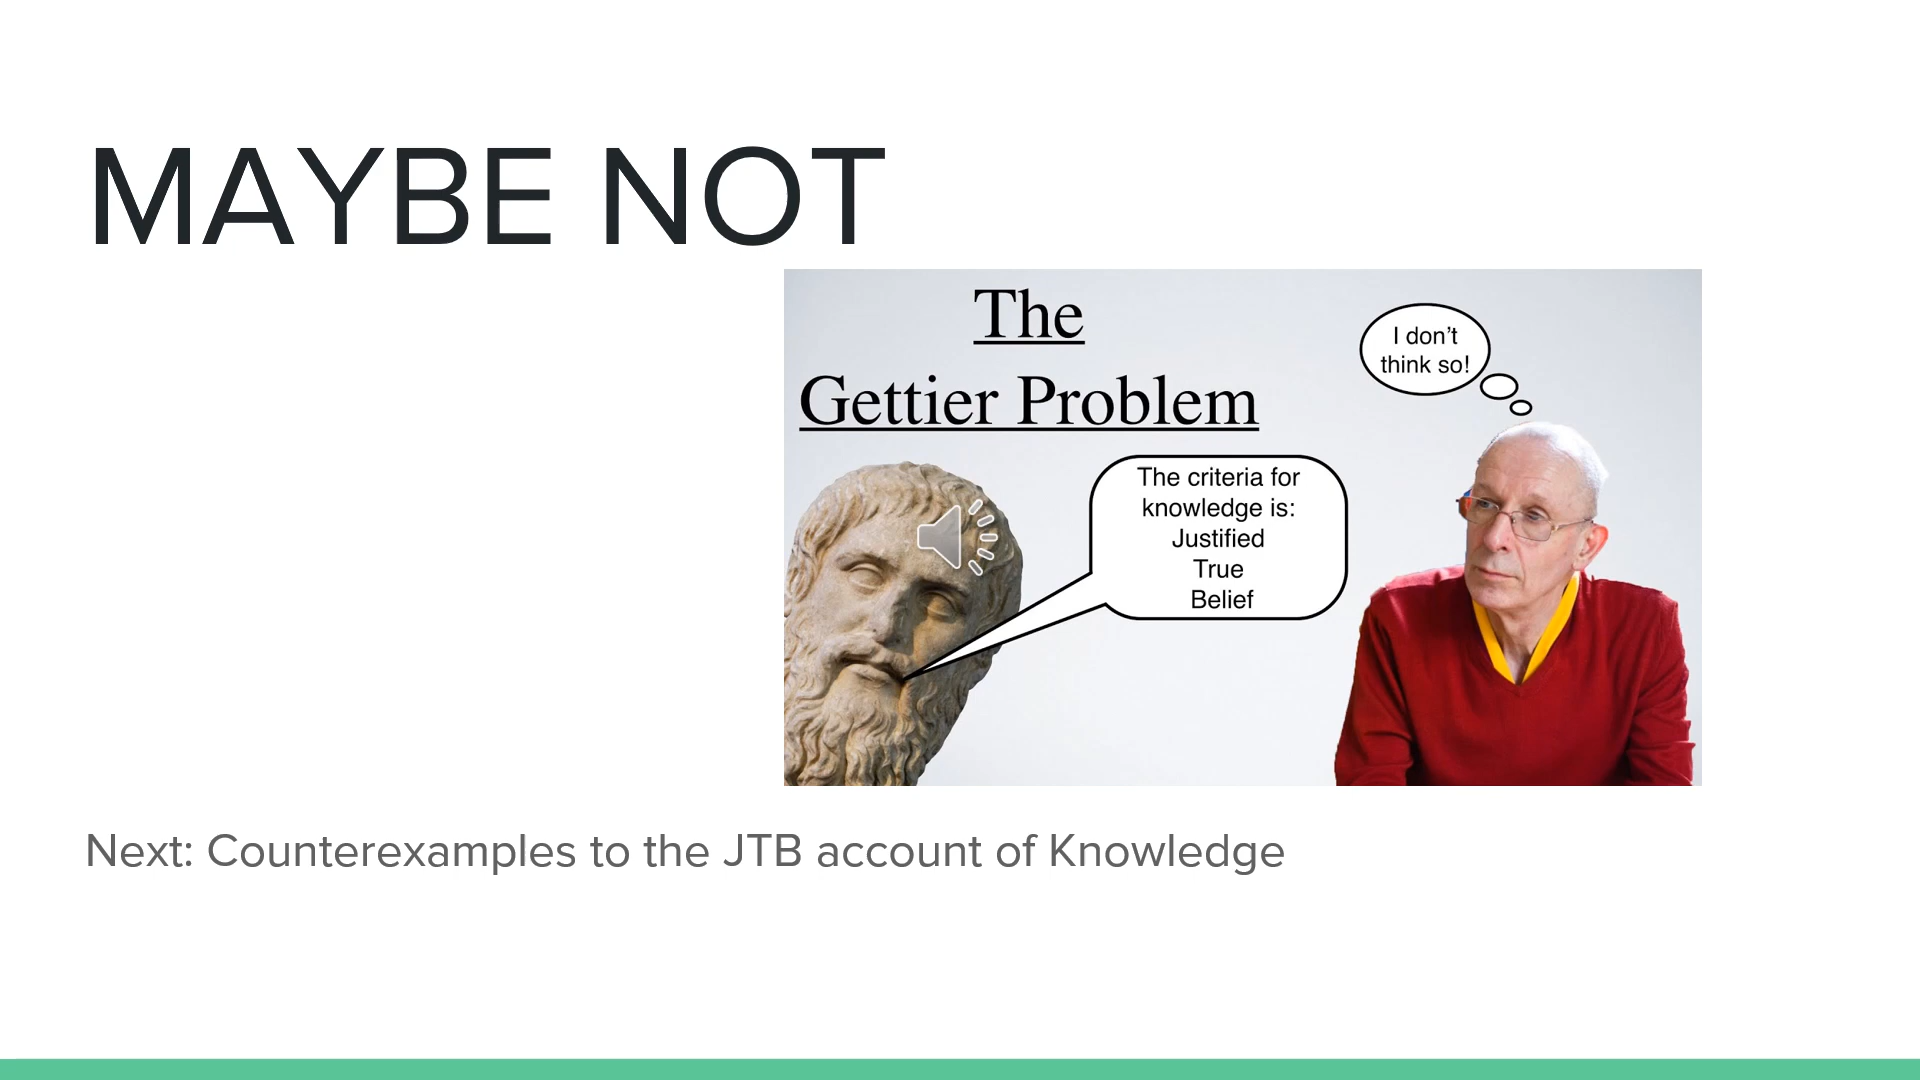 MAYBE NOT
The
Gettier Problem
I don't
think so!
The criteria for
knowledge is:
Justified
True
Belief
Next: Counterexamples to the JTB account of Knowledge